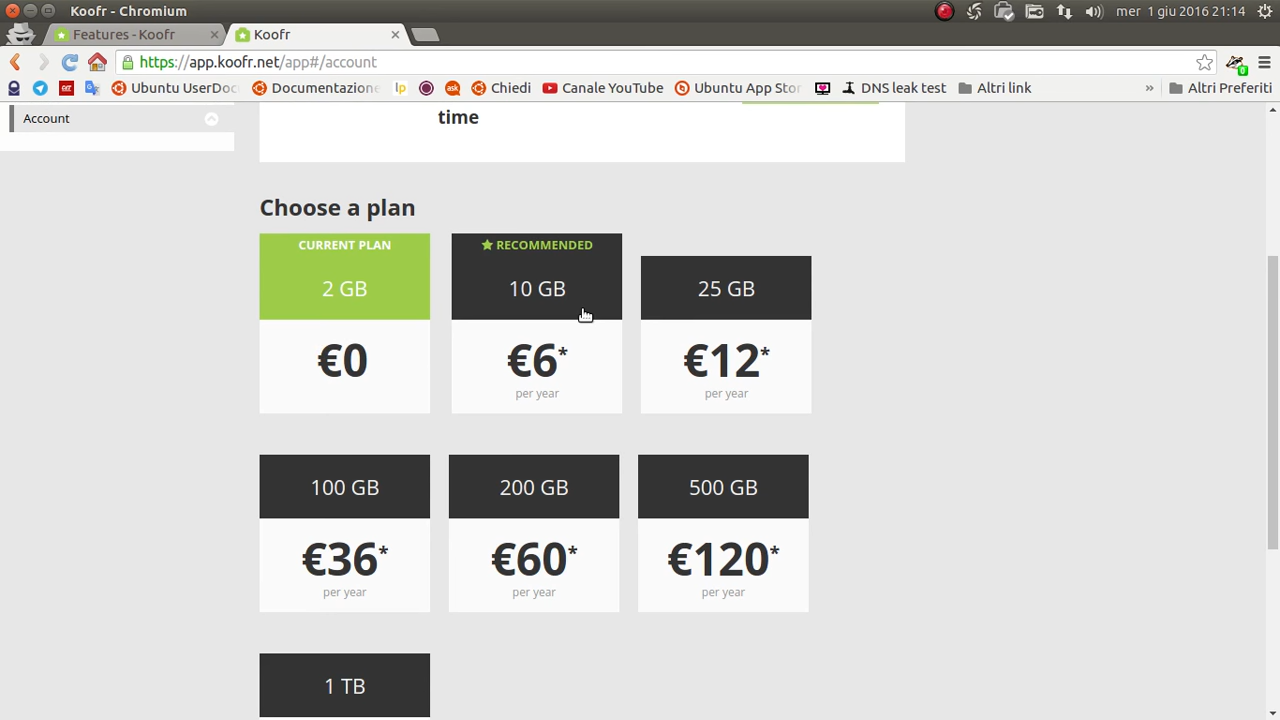 Koofr - Chromium
mer 1 giu 2016 21:14
Features - Koofr
Koofr
https://app.koofr.net/app#/account
0
Ubuntu UserDoc
Documentazione
lp
ask
Chiedi
Canale YouTube
Ubuntu App Stor
DNS leak test
Altri link
»
Altri Preferiti
Account
time
Choose a plan
CURRENT PLAN
2 GB
€0
RECOMMENDED
10 GB
€6*
per year
25 GB
€12*
per year
100 GB
€36*
per year
200 GB
€60*
per year
500 GB
€120*
per year
1 TB